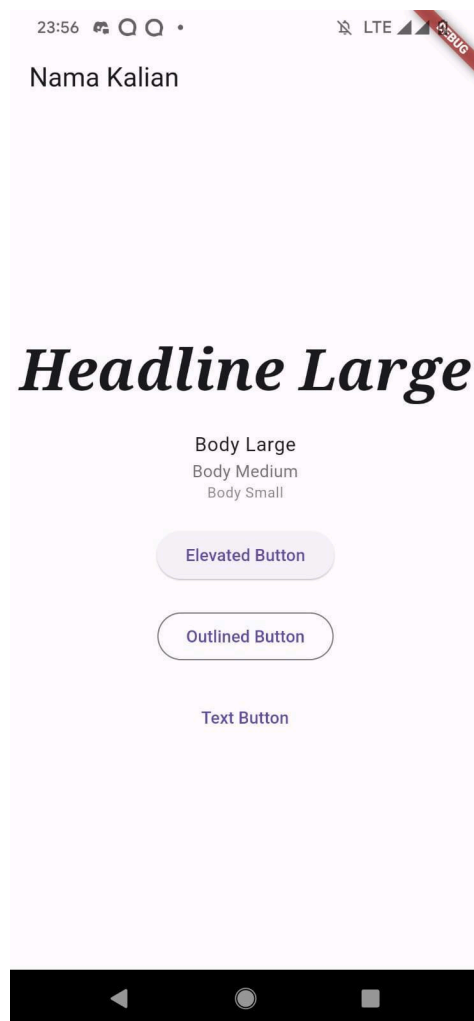 23:56
LTE
DEBUG
Nama Kalian
Headline Large
Body Large
Body Medium
Body Small
Elevated Button
Outlined Button
Text Button